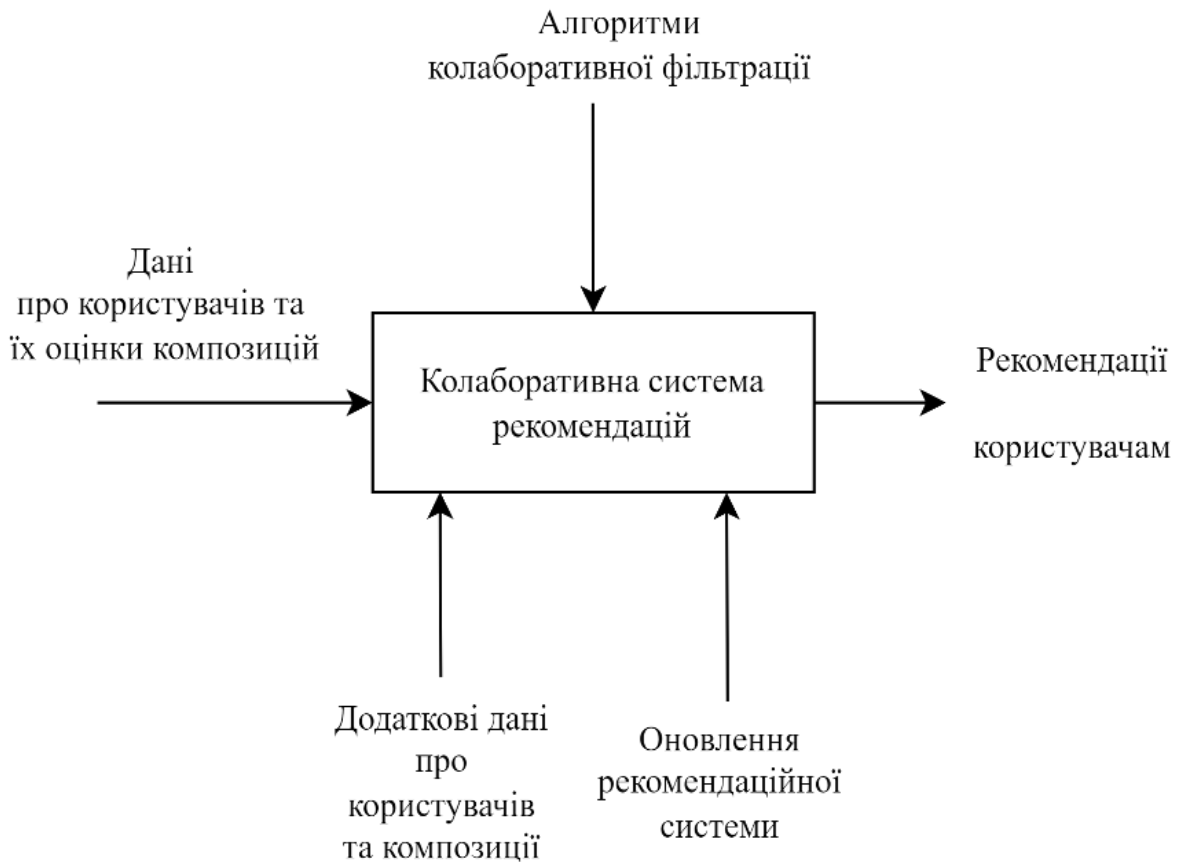 Алгоритми
колаборативної фільтрації
Дані
про користувачів та
їх оцінки композицій
Колаборативна система
рекомендацій
Рекомендації
користувачам
Додаткові дані
про
користувачів
та композиції
Оновлення
рекомендаційної
системи